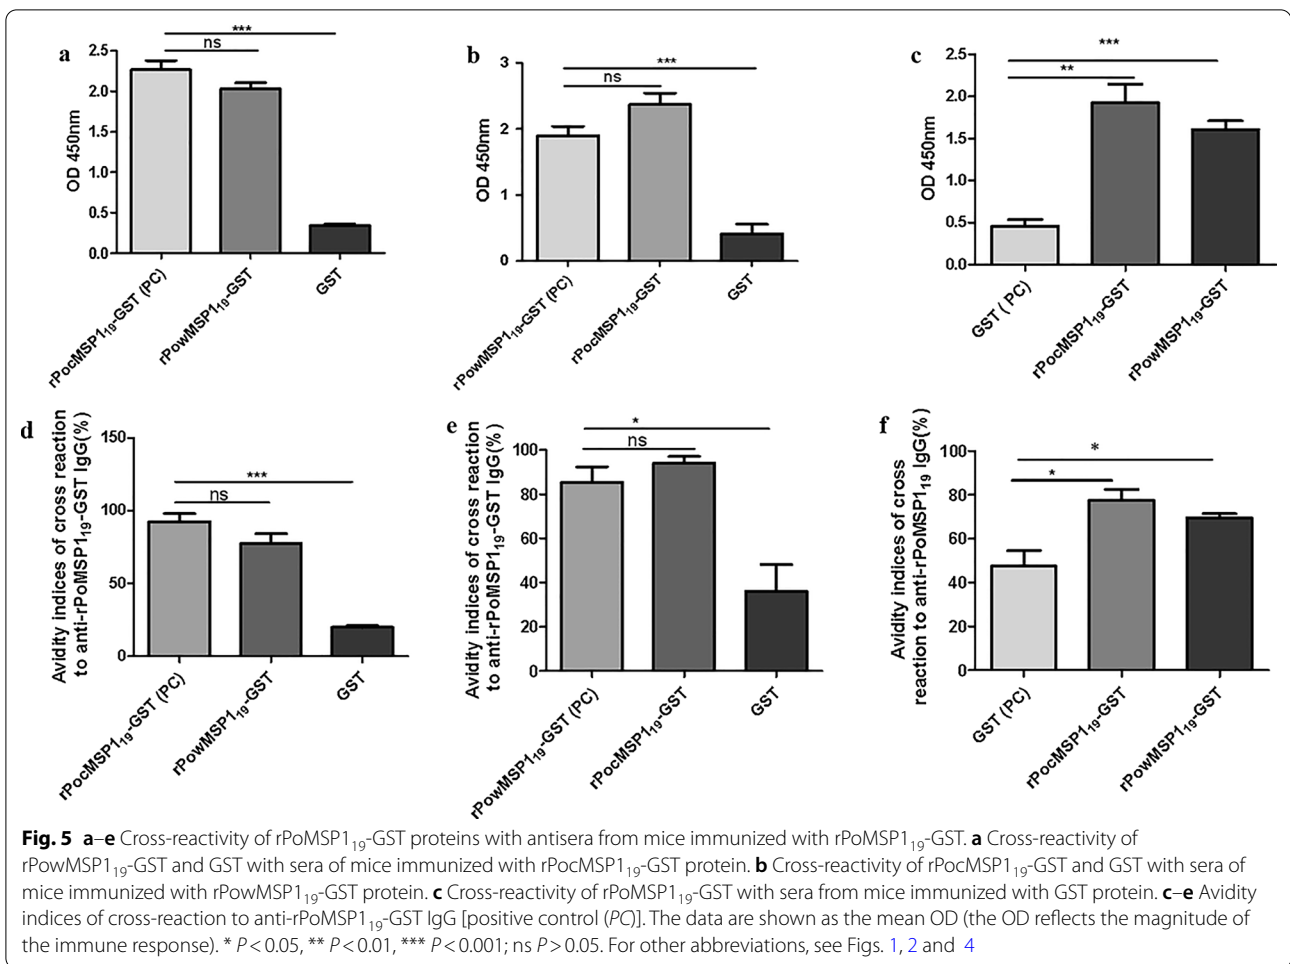 a
***
ns
2.5
2.0
1.5
1.0
0.5
0.0
OD 450nm
rPocMSP1₁₉-GST (PC)
rPowMSP1₁₉-GST
GST
b
***
ns
3
2
1
0
OD 450nm
rPowMSP1₁₉-GST (PC)
rPocMSP1₁₉-GST
GST
c
***
**
2.5
2.0
1.5
1.0
0.5
0.0
OD 450nm
GST ( PC)
rPocMSP1₁₉-GST
rPowMSP1₁₉-GST
d
***
ns
150
100
50
0
Avidity indices of cross reaction
to anti-rPoMSP1₁₉-GST IgG(%)
rPocMSP1₁₉-GST (PC)
rPowMSP1₁₉-GST
GST
e
*
ns
100
80
60
40
20
0
Avidity indices of cross reaction
to anti-rPoMSP1₁₉-GST IgG(%)
rPowMSP1₁₉-GST (PC)
rPocMSP1₁₉-GST
GST
f
*
*
100
80
60
40
20
0
Avidity indices of cross
reaction to anti-rPoMSP1₁₉ IgG(%)
GST (PC)
rPocMSP1₁₉-GST
rPowMSP1₁₉-GST
Fig. 5 a–e Cross-reactivity of rPoMSP1₁₉-GST proteins with antisera from mice immunized with rPoMSP1₁₉-GST. a Cross-reactivity of
rPowMSP1₁₉-GST and GST with sera of mice immunized with rPocMSP1₁₉-GST protein. b Cross-reactivity of rPocMSP1₁₉-GST and GST with sera of
mice immunized with rPowMSP1₁₉-GST protein. c Cross-reactivity of rPoMSP1₁₉-GST with sera from mice immunized with GST protein. c–e Avidity
indices of cross-reaction to anti-rPoMSP1₁₉-GST IgG [positive control (PC)]. The data are shown as the mean OD (the OD reflects the magnitude of
the immune response). * P < 0.05, ** P < 0.01, *** P < 0.001; ns P > 0.05. For other abbreviations, see Figs. 1, 2 and 4